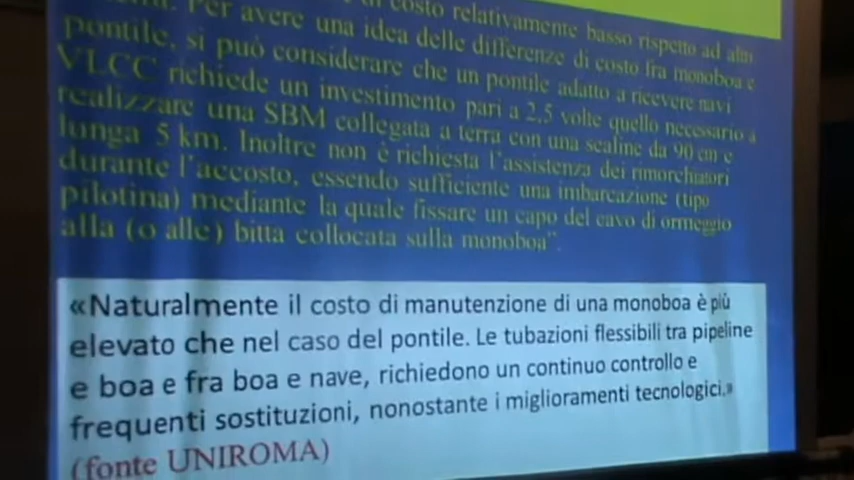 di costo relativamente basso rispetto ad altri
Per avere una idea delle differenze di costo fra monoboa e
pontile, si può considerare che un pontile adatto a ricevere navi
VLCC richiede un investimento pari a 2,5 volte quello necessario a
realizzare una SBM collegata a terra con una sealine da 90 cm e
lunga 5 km. Inoltre non è richiesta l'assistenza dei rimorchiatori
durante l'accosto, essendo sufficiente una imbarcazione (tipo
pilotina) mediante la quale fissare un capo del cavo di ormeggio
alla (o alle) bitta collocata sulla monoboa".
«Naturalmente il costo di manutenzione di una monoboa è più
elevato che nel caso del pontile. Le tubazioni flessibili tra pipeline
e boa e fra boa e nave, richiedono un continuo controllo e
frequenti sostituzioni, nonostante i miglioramenti tecnologici.»
(fonte UNIROMA)